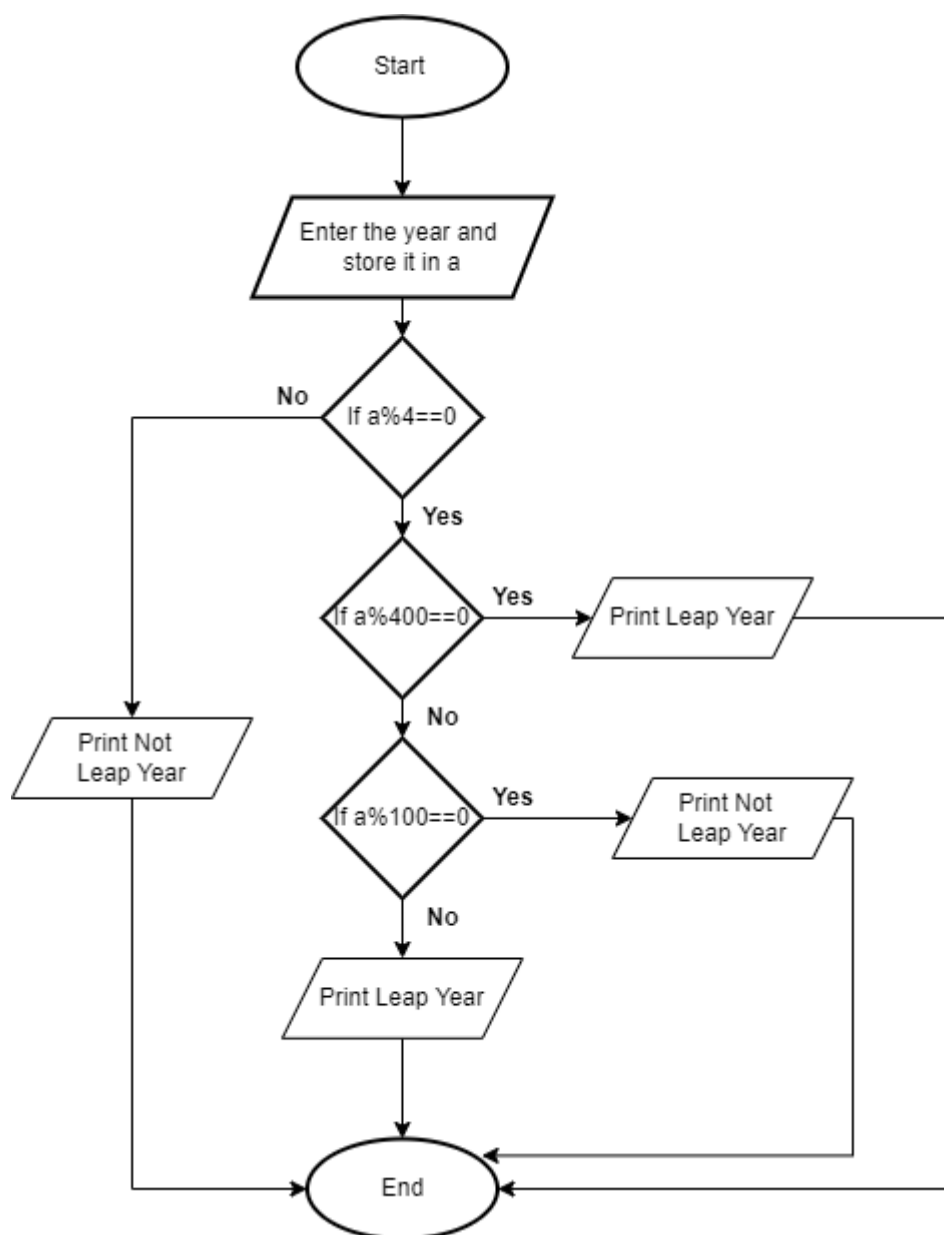 Start
Enter the year and
store it in a
No
If a%4==0
Yes
If a%400==0
Yes
Print Leap Year
No
Print Not
Leap Year
If a%100==0
Yes
Print Not
Leap Year
No
Print Leap Year
End